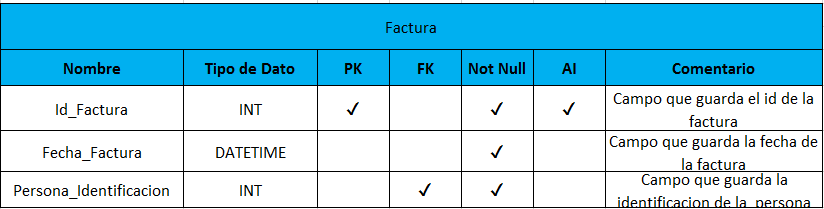 Factura
Nombre Tipo de Dato PK FK Not Null AI Comentario
Id_Factura INT ✓ ✓ ✓ Campo que guarda el id de la
factura
Fecha_Factura DATETIME ✓ Campo que guarda la fecha de
la factura
Persona_Identificacion INT ✓ ✓ Campo que guarda la
identificacion de la persona